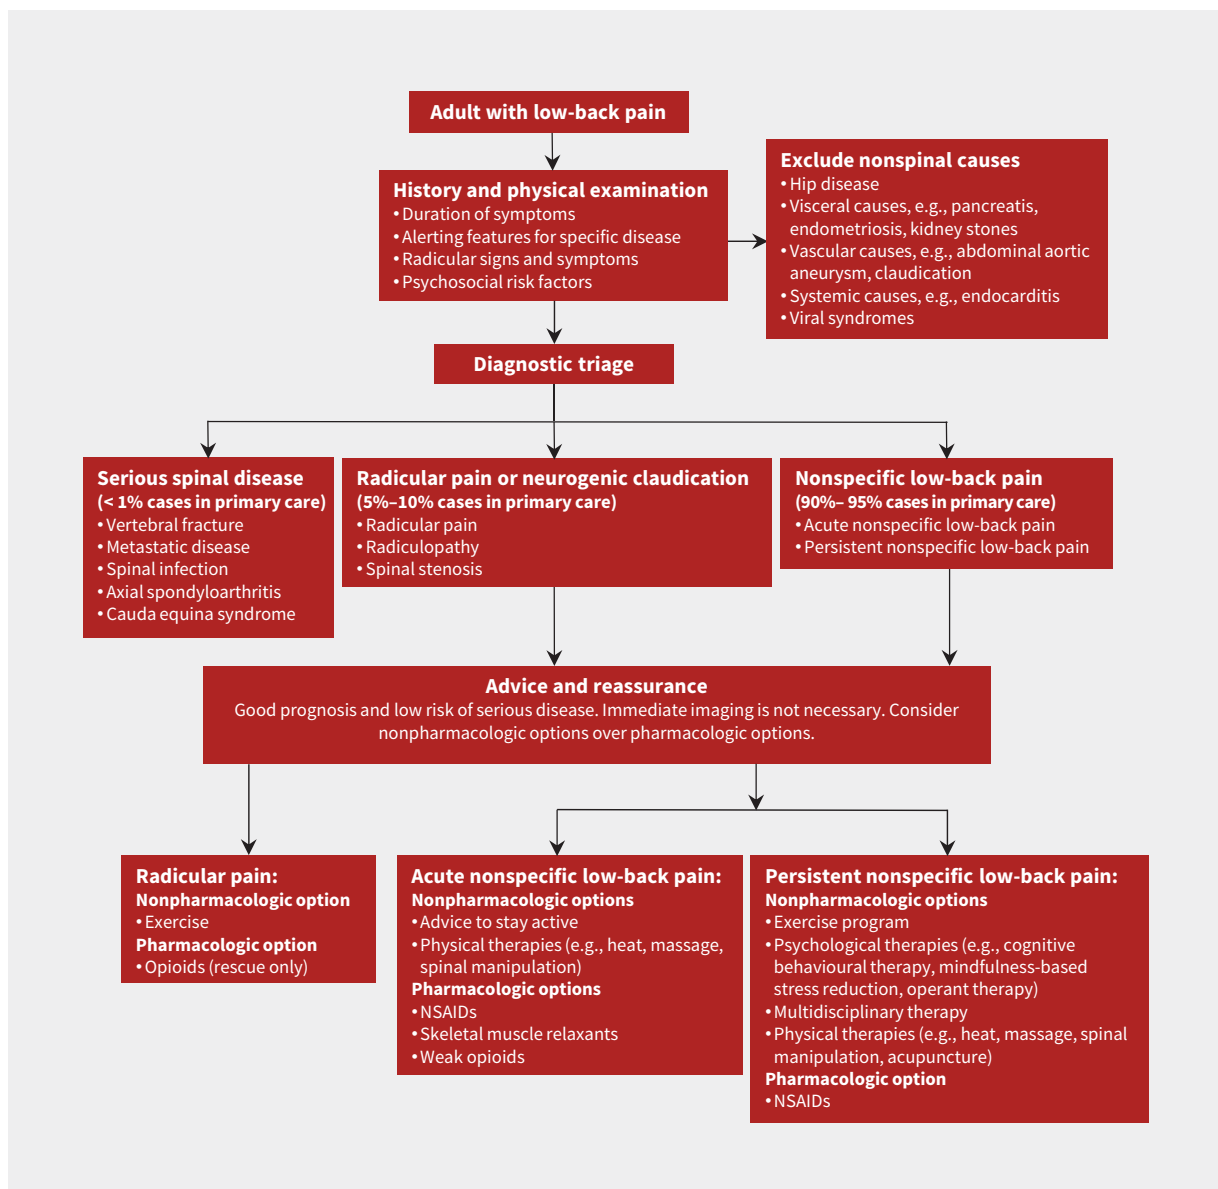 Adult with low-back pain
History and physical examination
• Duration of symptoms
• Alerting features for specific disease
• Radicular signs and symptoms
• Psychosocial risk factors
Exclude nonspinal causes
• Hip disease
• Visceral causes, e.g., pancreatis,
endometriosis, kidney stones
• Vascular causes, e.g., abdominal aortic
aneurysm, claudication
• Systemic causes, e.g., endocarditis
• Viral syndromes
Diagnostic triage
Serious spinal disease
(< 1% cases in primary care)
• Vertebral fracture
• Metastatic disease
• Spinal infection
• Axial spondyloarthritis
• Cauda equina syndrome
Radicular pain or neurogenic claudication
(5%–10% cases in primary care)
• Radicular pain
• Radiculopathy
• Spinal stenosis
Nonspecific low-back pain
(90%– 95% cases in primary care)
• Acute nonspecific low-back pain
• Persistent nonspecific low-back pain
Advice and reassurance
Good prognosis and low risk of serious disease. Immediate imaging is not necessary. Consider
nonpharmacologic options over pharmacologic options.
Radicular pain:
Nonpharmacologic option
• Exercise
Pharmacologic option
• Opioids (rescue only)
Acute nonspecific low-back pain:
Nonpharmacologic options
• Advice to stay active
• Physical therapies (e.g., heat, massage,
spinal manipulation)
Pharmacologic options
• NSAIDs
• Skeletal muscle relaxants
• Weak opioids
Persistent nonspecific low-back pain:
Nonpharmacologic options
• Exercise program
• Psychological therapies (e.g., cognitive
behavioural therapy, mindfulness-based
stress reduction, operant therapy)
• Multidisciplinary therapy
• Physical therapies (e.g., heat, massage, spinal
manipulation, acupuncture)
Pharmacologic option
• NSAIDs